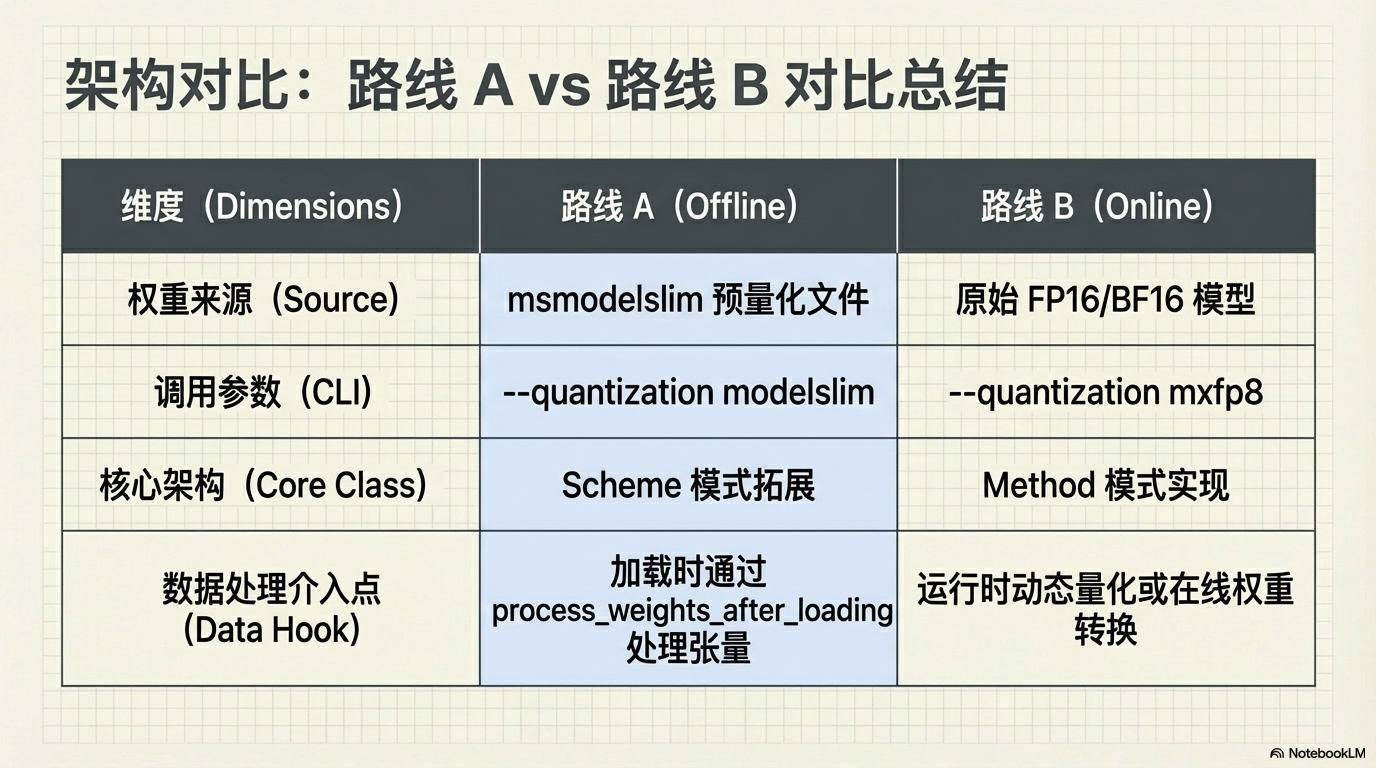 架构对比：路线 A vs 路线 B 对比总结
维度（Dimensions）
路线 A（Offline）
路线 B（Online）
权重来源（Source）
msmodelslim 预量化文件
原始 FP16/BF16 模型
调用参数（CLI）
--quantization modelslim
--quantization mxfp8
核心架构（Core Class）
Scheme 模式拓展
Method 模式实现
数据处理介入点
（Data Hook）
加载时通过
process_weights_after_loading
处理张量
运行时动态量化或在线权重
转换
NotebookLM